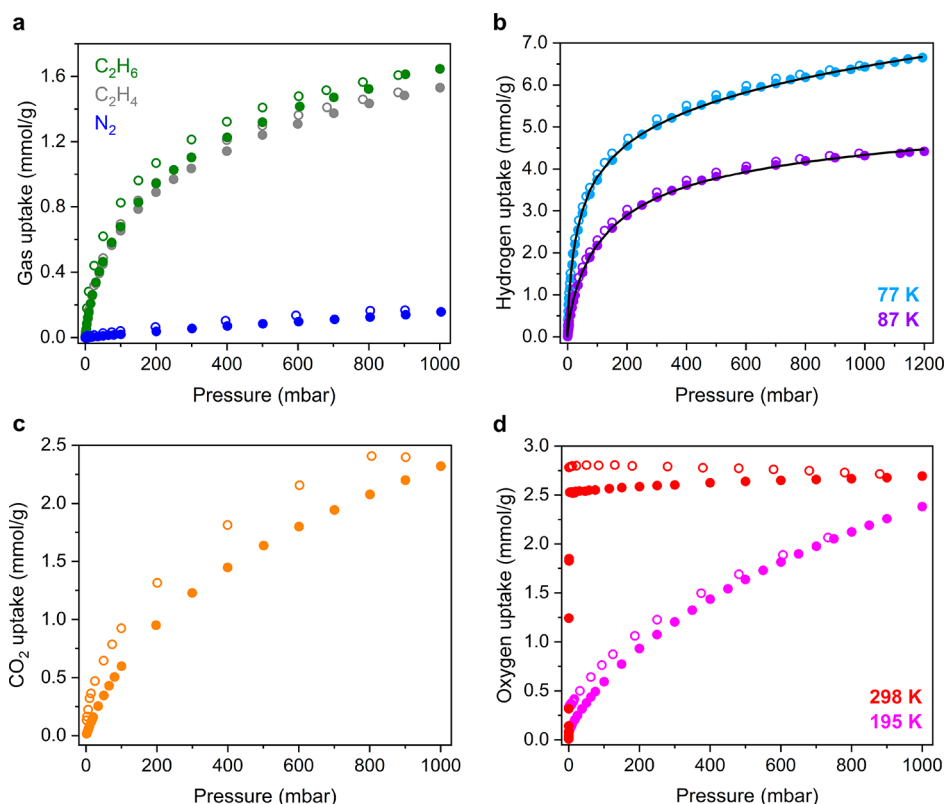 a
Gas uptake (mmol/g)
1.6
1.2
0.8
0.4
0.0
C₂H₆
C₂H₄
N₂
0 200 400 600 800 1000
Pressure (mbar)
b
Hydrogen uptake (mmol/g)
7.0
6.0
5.0
4.0
3.0
2.0
1.0
0.0
77 K
87 K
0 200 400 600 800 1000 1200
Pressure (mbar)
c
CO₂ uptake (mmol/g)
2.5
2.0
1.5
1.0
0.5
0.0
0 200 400 600 800 1000
Pressure (mbar)
d
Oxygen uptake (mmol/g)
3.0
2.5
2.0
1.5
1.0
0.5
0.0
298 K
195 K
0 200 400 600 800 1000
Pressure (mbar)